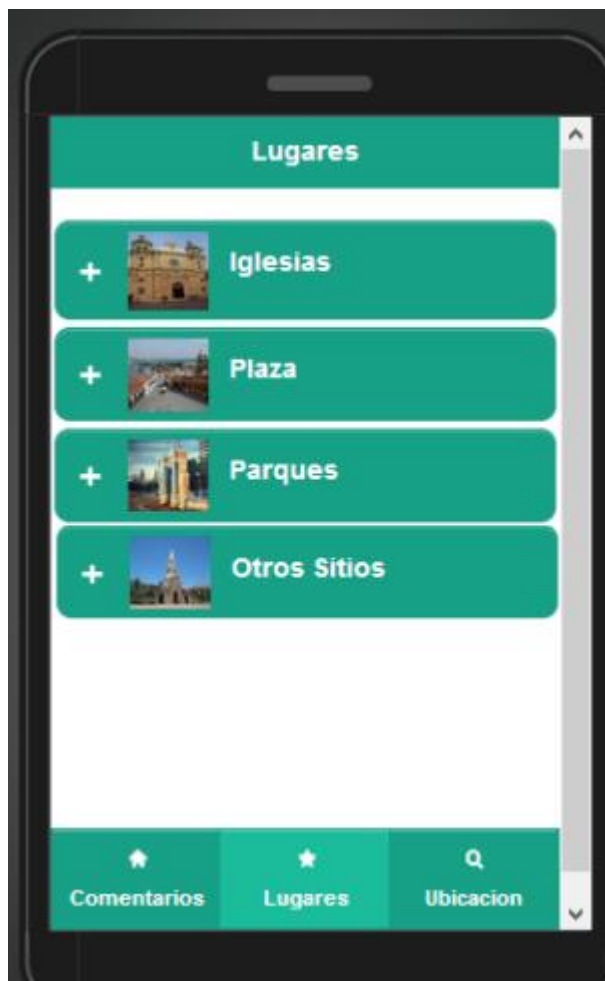 Lugares
Iglesias
Plaza
Parques
Otros Sitios
Comentarios
Lugares
Ubicacion